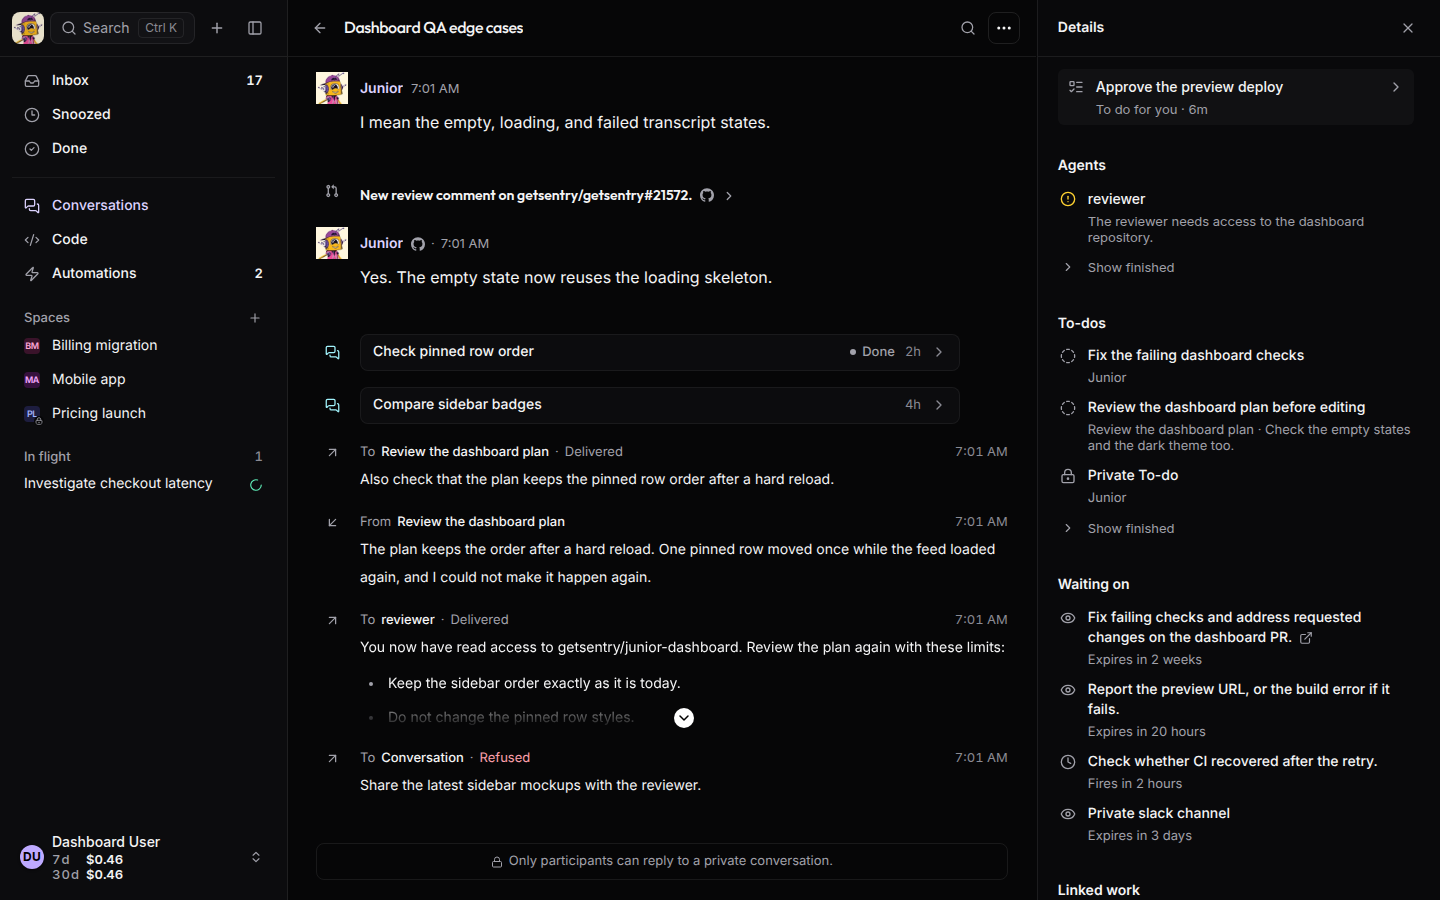 Search Ctrl K
Inbox 17
Snoozed
Done
Conversations
Code
Automations 2
Spaces
BM Billing migration
MA Mobile app
PL Pricing launch
In flight 1
Investigate checkout latency
DU Dashboard User
7d $0.46
30d $0.46
Dashboard QA edge cases
Junior 7:01 AM
I mean the empty, loading, and failed transcript states.
New review comment on getsentry/getsentry#21572.
Junior · 7:01 AM
Yes. The empty state now reuses the loading skeleton.
Check pinned row order Done 2h
Compare sidebar badges 4h
To Review the dashboard plan · Delivered 7:01 AM
Also check that the plan keeps the pinned row order after a hard reload.
From Review the dashboard plan 7:01 AM
The plan keeps the order after a hard reload. One pinned row moved once while the feed loaded
again, and I could not make it happen again.
To reviewer · Delivered 7:01 AM
You now have read access to getsentry/junior-dashboard. Review the plan again with these limits:
• Keep the sidebar order exactly as it is today.
• Do not change the pinned row styles.
To Conversation · Refused 7:01 AM
Share the latest sidebar mockups with the reviewer.
Only participants can reply to a private conversation.
Details
Approve the preview deploy
To do for you · 6m
Agents
reviewer
The reviewer needs access to the dashboard
repository.
Show finished
To-dos
Fix the failing dashboard checks
Junior
Review the dashboard plan before editing
Review the dashboard plan · Check the empty states
and the dark theme too.
Private To-do
Junior
Show finished
Waiting on
Fix failing checks and address requested
changes on the dashboard PR.
Expires in 2 weeks
Report the preview URL, or the build error if it
fails.
Expires in 20 hours
Check whether CI recovered after the retry.
Fires in 2 hours
Private slack channel
Expires in 3 days
Linked work